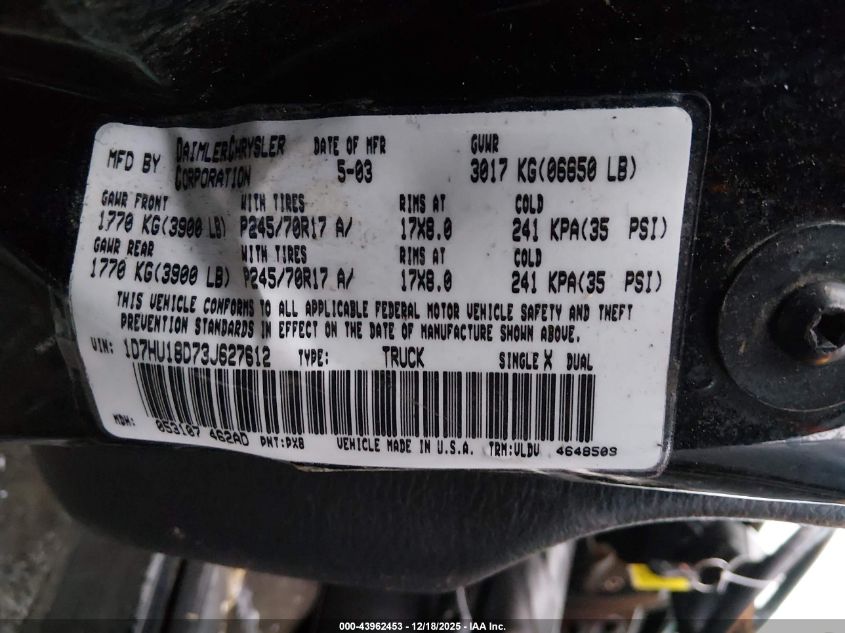 MFD BY DAIMLERCHRYSLER CORPORATION DATE OF MFR 5-03 GVWR 3017 KG(06650 LB)
GAWR FRONT WITH TIRES RIMS AT COLD
1770 KG(3900 LB) P245/70R17 A/ 17X8.0 241 KPA(35 PSI)
GAWR REAR WITH TIRES RIMS AT COLD
1770 KG(3900 LB) P245/70R17 A/ 17X8.0 241 KPA(35 PSI)
THIS VEHICLE CONFORMS TO ALL APPLICABLE FEDERAL MOTOR VEHICLE SAFETY AND THEFT
PREVENTION STANDARDS IN EFFECT ON THE DATE OF MANUFACTURE SHOWN ABOVE.
VIN: 1D7HU18D73J627612 TYPE: TRUCK SINGLE X DUAL
MDH: 053107 462AD PNT:PX8 VEHICLE MADE IN U.S.A. TRM:VLDV 4648509
000-43962453 - 12/18/2025 - IAA, Inc.